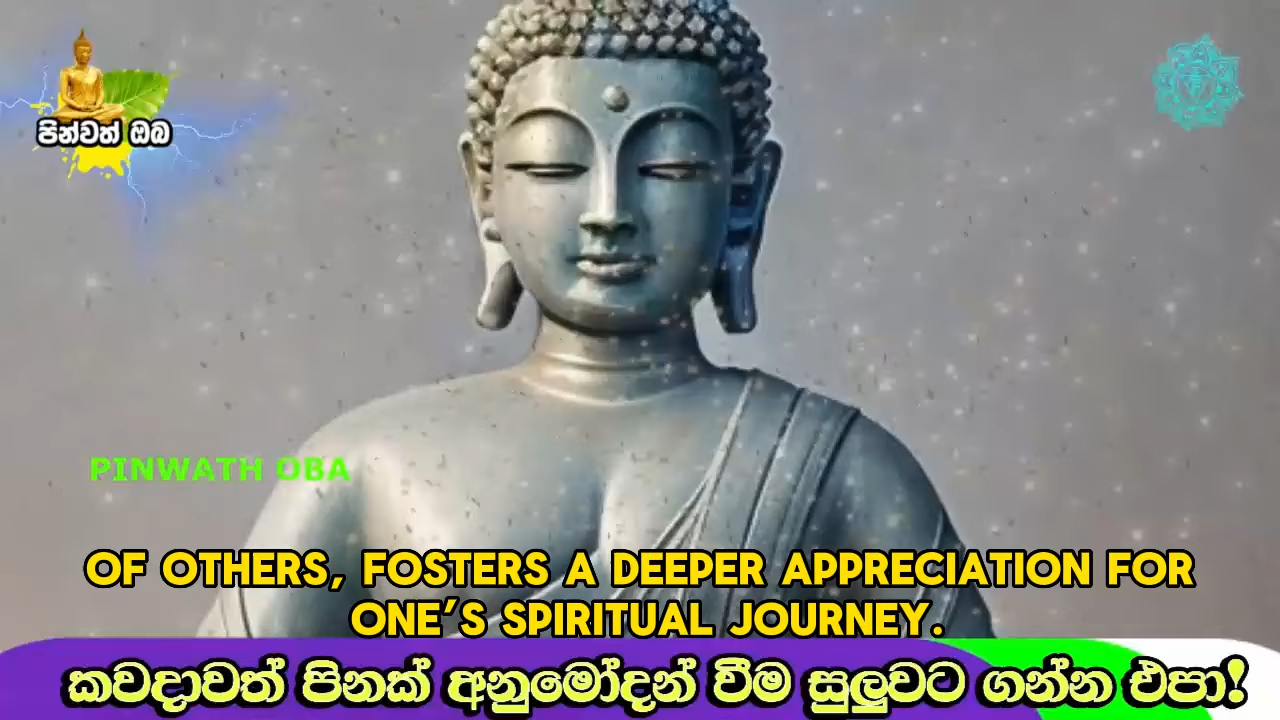 පින්වත් ඔබ
PINWATH OBA
OF OTHERS, FOSTERS A DEEPER APPRECIATION FOR
ONE'S SPIRITUAL JOURNEY.
කවදාවත් පිනක් අනුමෝදන් වීම සුලුවට ගන්න එපා!